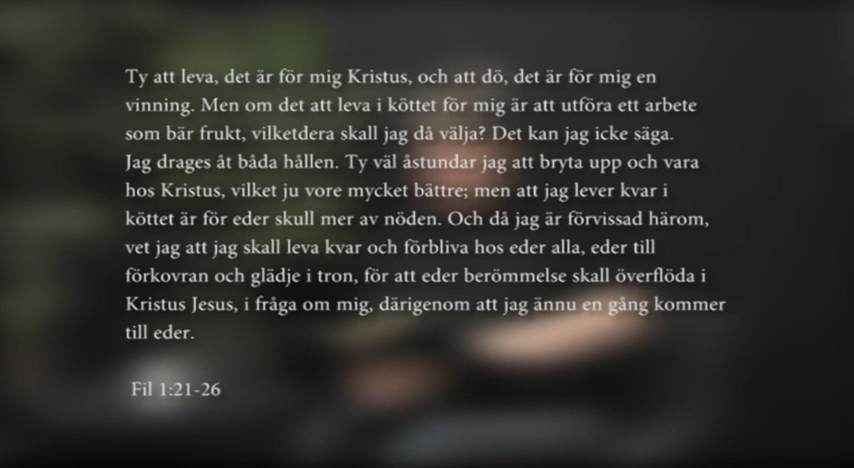 Ty att leva, det är för mig Kristus, och att dö, det är för mig en
vinning. Men om det att leva i köttet för mig är att utföra ett arbete
som bär frukt, vilketdera skall jag då välja? Det kan jag icke säga.
Jag drages åt båda hållen. Ty väl åstundar jag att bryta upp och vara
hos Kristus, vilket ju vore mycket bättre; men att jag lever kvar i
köttet är för eder skull mer av nöden. Och då jag är förvissad härom,
vet jag att jag skall leva kvar och förbliva hos eder alla, eder till
förkovran och glädje i tron, för att eder berömmelse skall överflöda i
Kristus Jesus, i fråga om mig, därigenom att jag ännu en gång kommer
till eder.
Fil 1:21-26